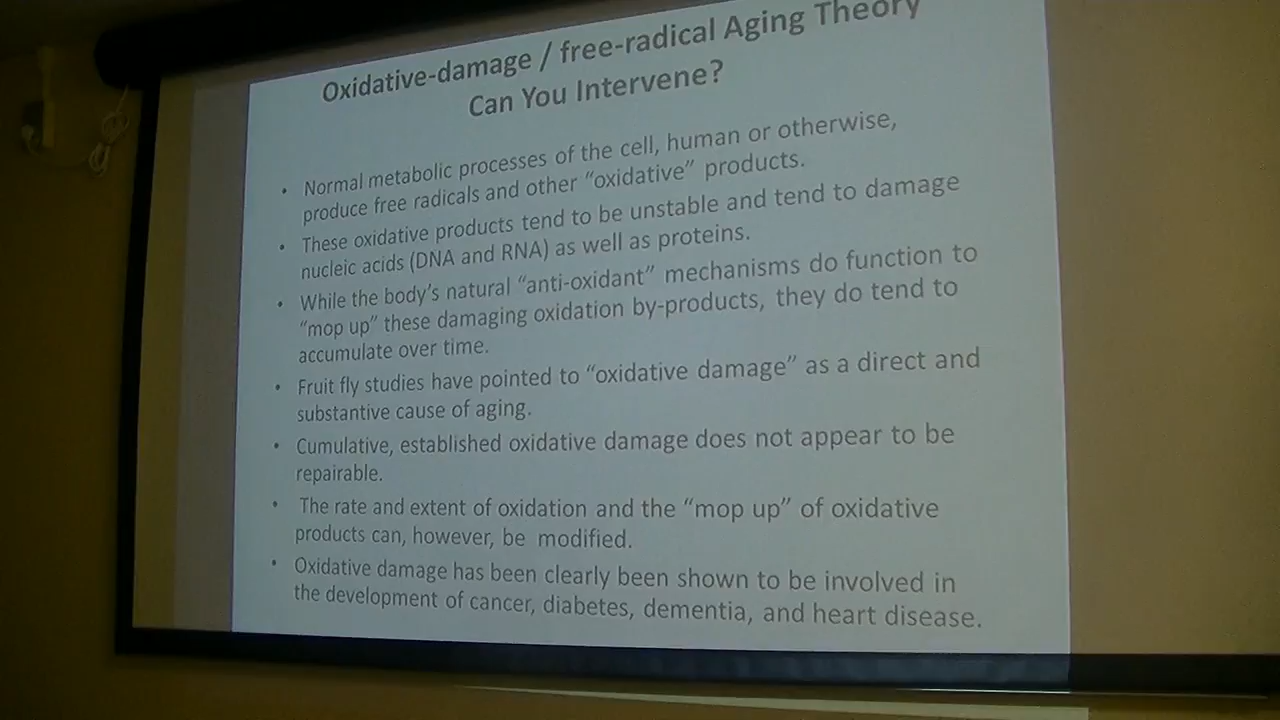 Oxidative-damage / free-radical Aging Theory
Can You Intervene?
• Normal metabolic processes of the cell, human or otherwise,
produce free radicals and other “oxidative” products.
• These oxidative products tend to be unstable and tend to damage
nucleic acids (DNA and RNA) as well as proteins.
• While the body’s natural “anti-oxidant” mechanisms do function to
“mop up” these damaging oxidation by-products, they do tend to
accumulate over time.
• Fruit fly studies have pointed to “oxidative damage” as a direct and
substantive cause of aging.
• Cumulative, established oxidative damage does not appear to be
repairable.
• The rate and extent of oxidation and the “mop up” of oxidative
products can, however, be modified.
• Oxidative damage has been clearly been shown to be involved in
the development of cancer, diabetes, dementia, and heart disease.